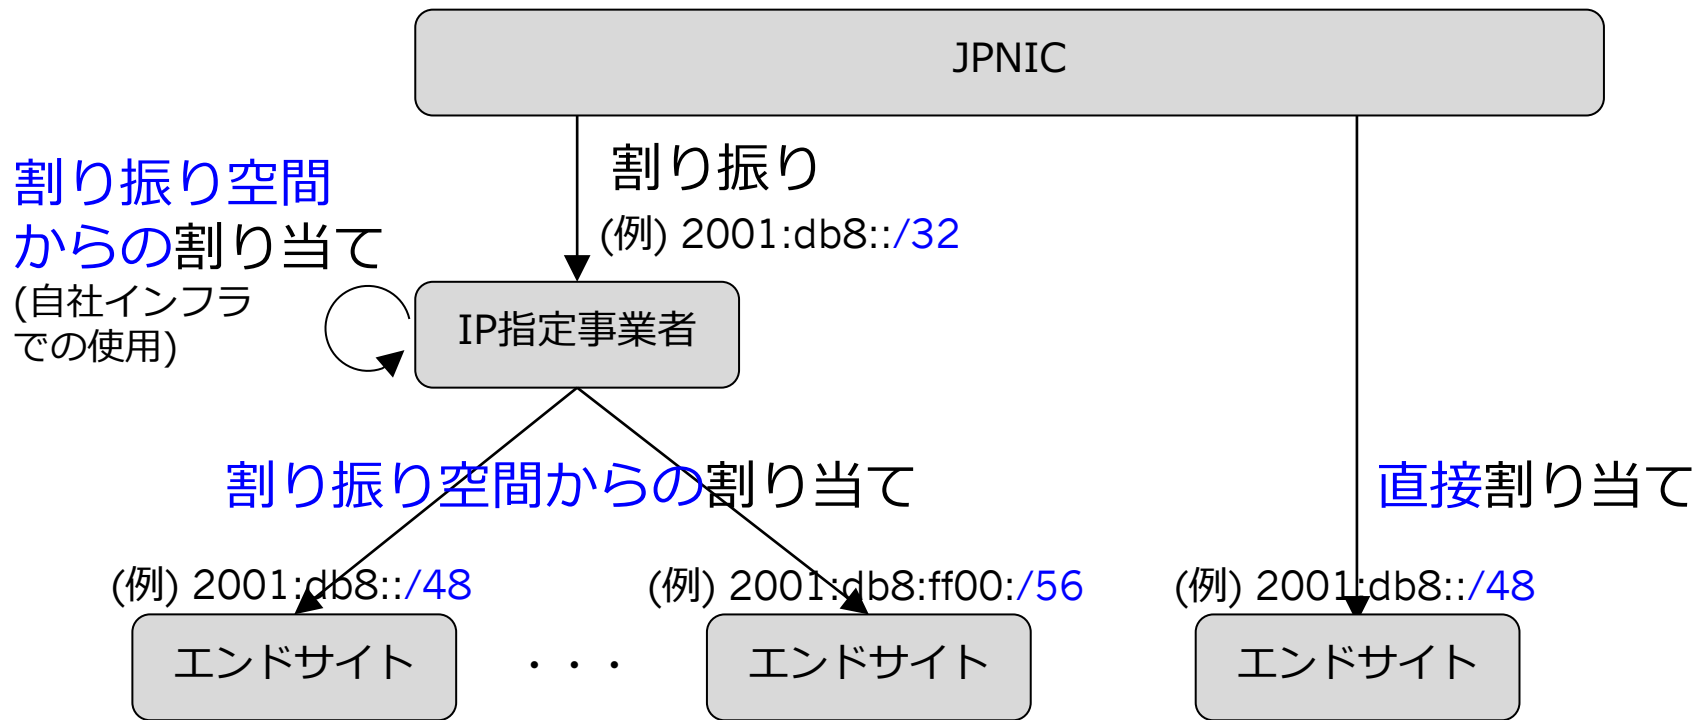 JPNIC
割り振り
(例) 2001:db8::/32
割り振り空間
からの割り当て
(自社インフラ
での使用)
IP指定事業者
割り振り空間からの割り当て
直接割り当て
(例) 2001:db8::/48
(例) 2001:db8:ff00:/56
(例) 2001:db8::/48
エンドサイト
・・・
エンドサイト
エンドサイト